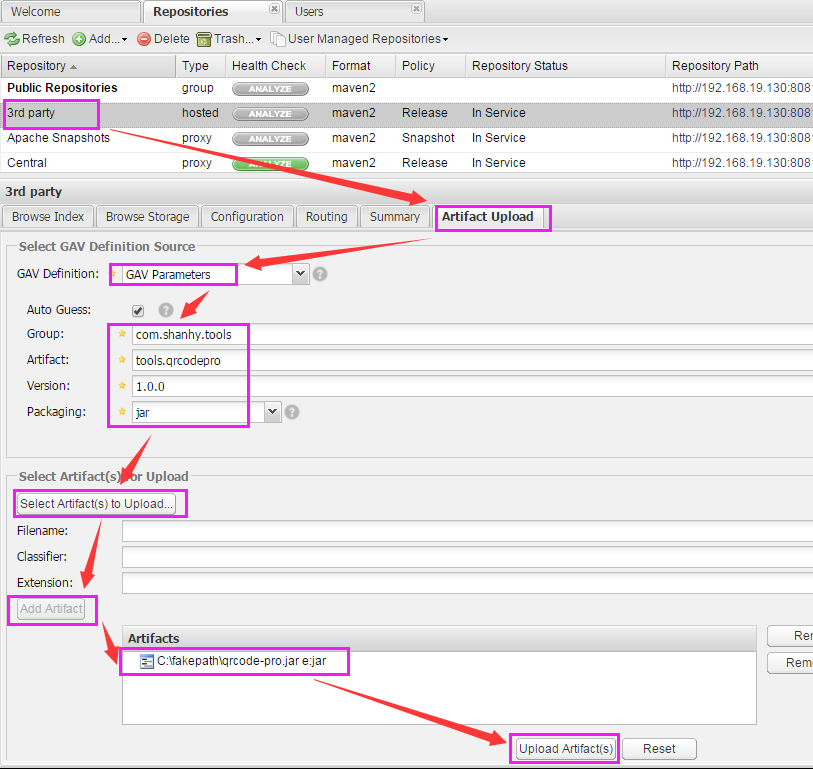 Welcome Repositories Users
Refresh Add... Delete Trash... User Managed Repositories
Repository Type Health Check Format Policy Repository Status Repository Path
Public Repositories group ANALYZE maven2 http://192.168.19.130:808
3rd party hosted ANALYZE maven2 Release In Service http://192.168.19.130:808
Apache Snapshots proxy ANALYZE maven2 Snapshot In Service http://192.168.19.130:808
Central proxy ANALYZE maven2 Release In Service http://192.168.19.130:808
3rd party
Browse Index Browse Storage Configuration Routing Summary Artifact Upload
Select GAV Definition Source
GAV Definition: GAV Parameters
Auto Guess:
Group: com.shanhy.tools
Artifact: tools.qrcodepro
Version: 1.0.0
Packaging: jar
Select Artifact(s) for Upload
Select Artifact(s) to Upload...
Filename:
Classifier:
Extension:
Add Artifact
Artifacts
C:\fakepath\qrcode-pro.jar e:jar
Upload Artifact(s) Reset